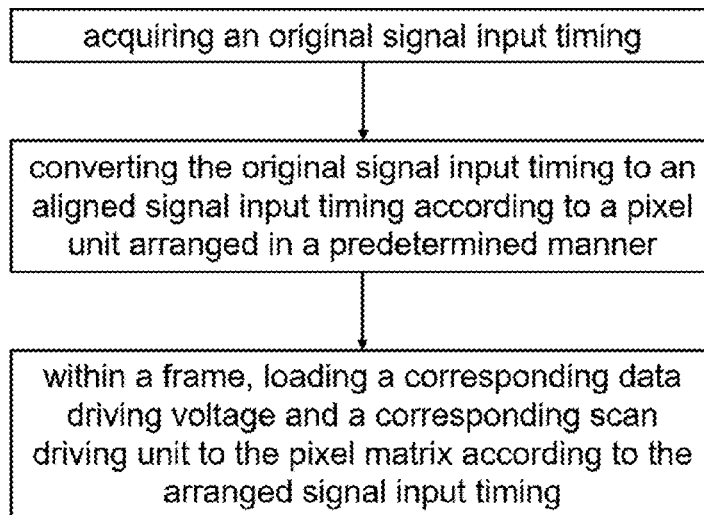 acquiring an original signal input timing
converting the original signal input timing to an
aligned signal input timing according to a pixel
unit arranged in a predetermined manner
within a frame, loading a corresponding data
driving voltage and a corresponding scan
driving unit to the pixel matrix according to the
arranged signal input timing